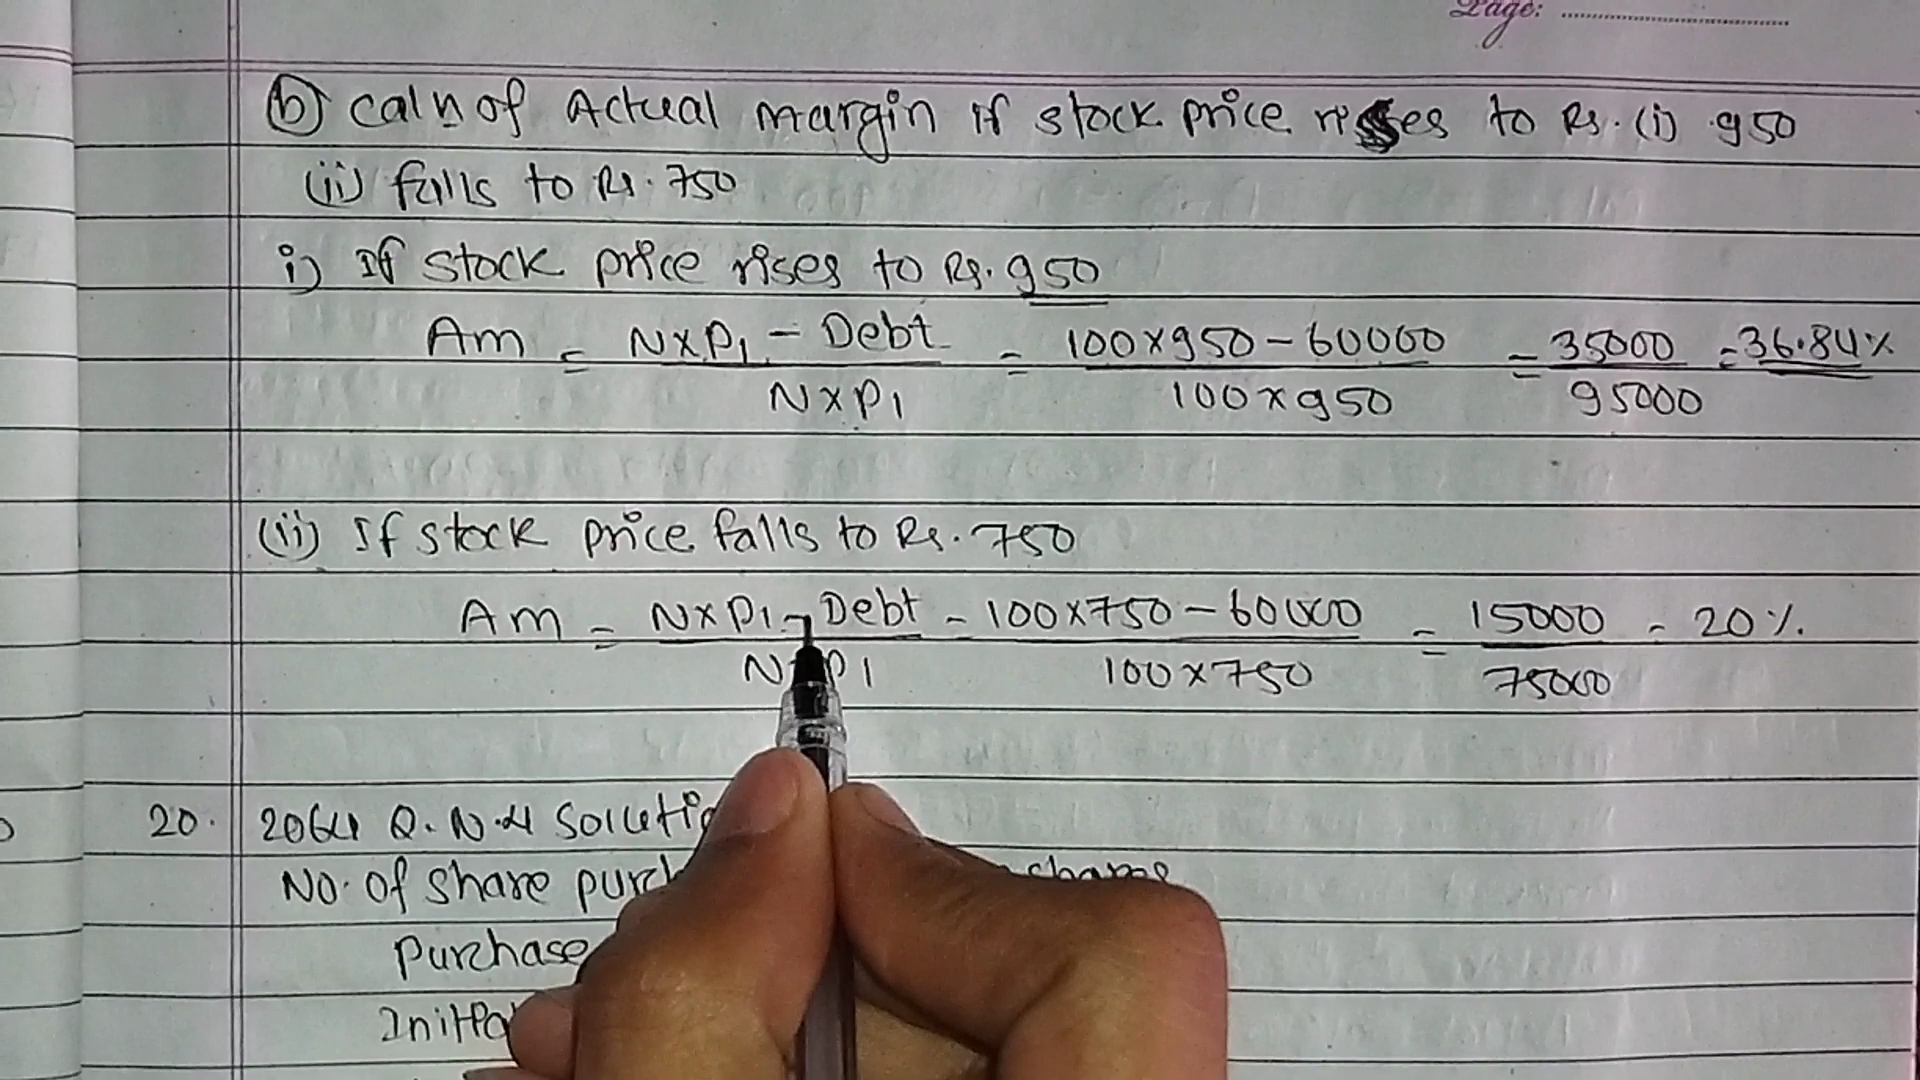 Page: ..............
(b) Caln of Actual margin if stock price rises to Rs. (i) 950
(ii) falls to Rs. 750
i) If stock price rises to Rs. 950
Am = N×P1 - Debt / N×P1 = 100×950 - 60000 / 100×950 = 35000 / 95000 = 36.84%
(ii) If stock price falls to Rs. 750
Am = N×P1 - Debt / N×P1 = 100×750 - 60000 / 100×750 = 15000 / 75000 = 20%.
20. 2064 Q.N.4
No. of share
Purchase